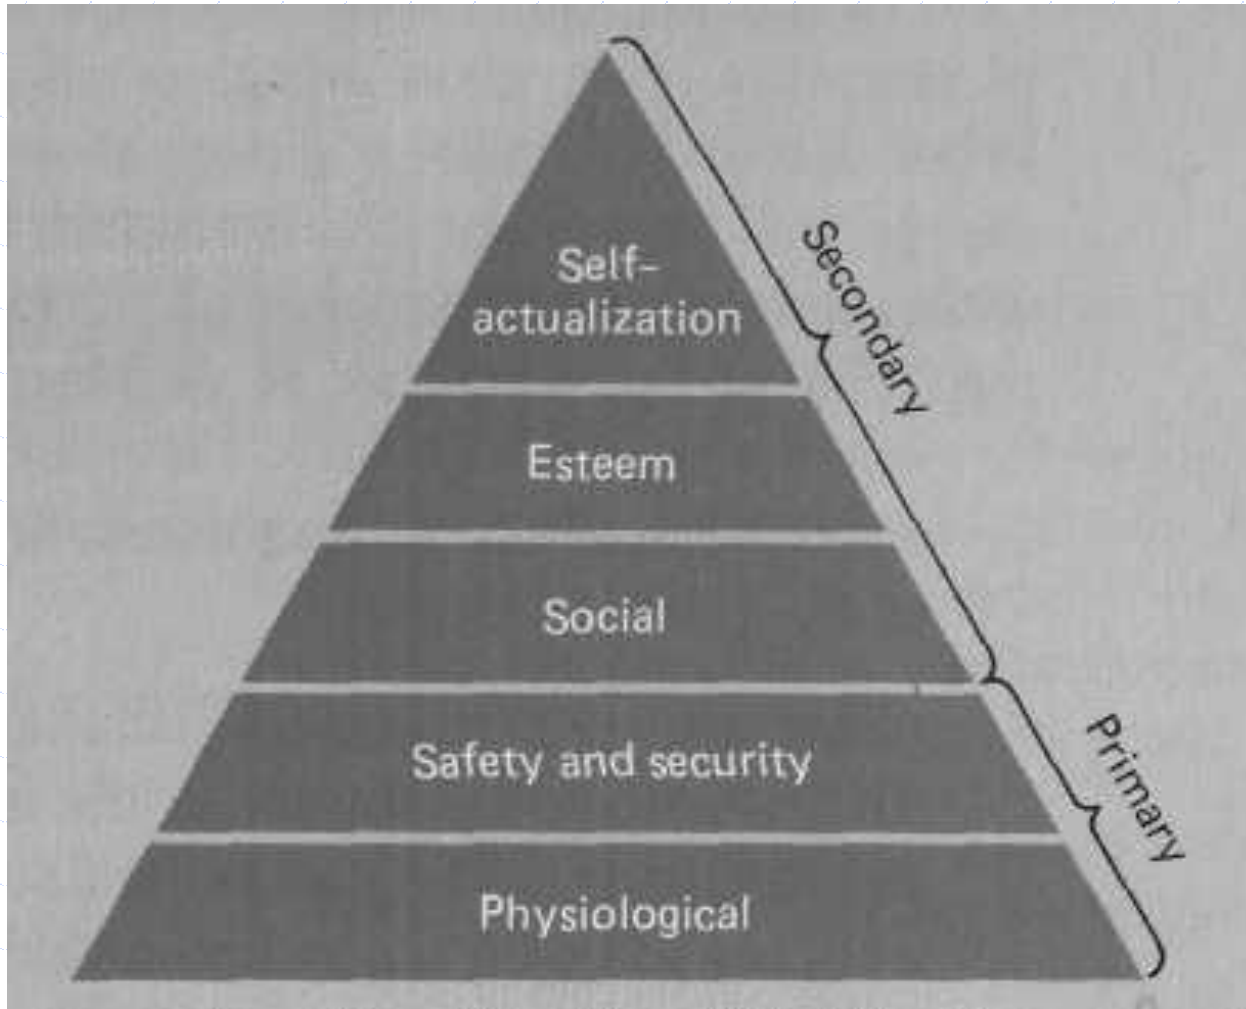 Self-
actualization
Secondary
Esteem
Social
Safety and security
Primary
Physiological